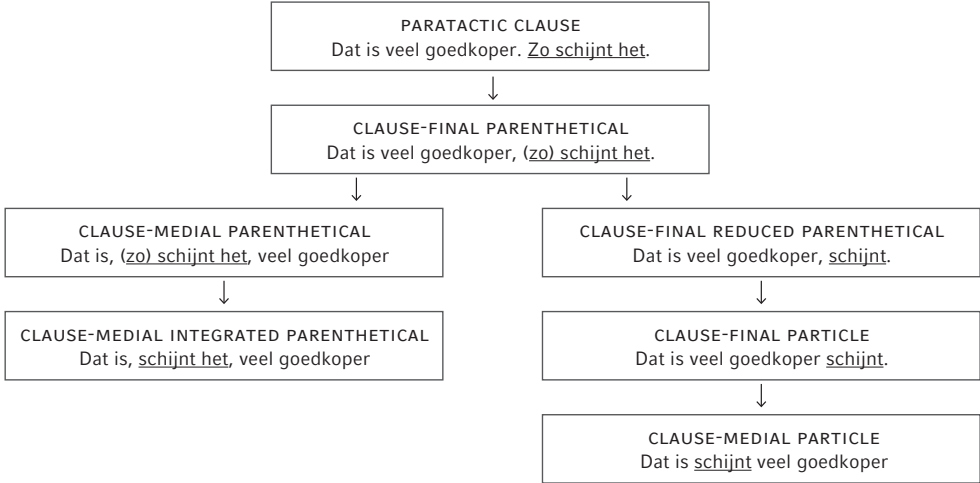 PARATACTIC CLAUSE
Dat is veel goedkoper. Zo schijnt het.
CLAUSE-FINAL PARENTHETICAL
Dat is veel goedkoper, (zo) schijnt het.
CLAUSE-MEDIAL PARENTHETICAL
Dat is, (zo) schijnt het, veel goedkoper
CLAUSE-MEDIAL INTEGRATED PARENTHETICAL
Dat is, schijnt het, veel goedkoper
CLAUSE-FINAL REDUCED PARENTHETICAL
Dat is veel goedkoper, schijnt.
CLAUSE-FINAL PARTICLE
Dat is veel goedkoper schijnt.
CLAUSE-MEDIAL PARTICLE
Dat is schijnt veel goedkoper